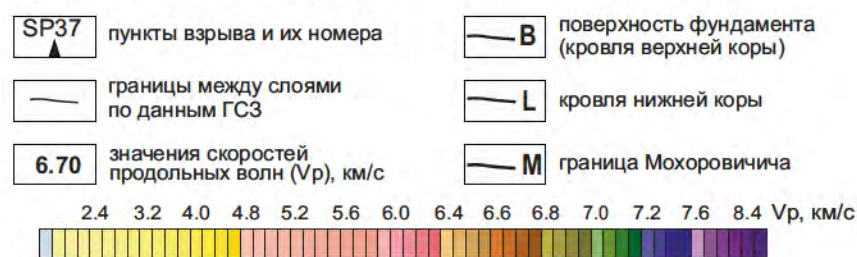 SP37
пункты взрыва и их номера
границы между слоями
по данным ГСЗ
6.70
значения скоростей
продольных волн (Vp), км/с
B
поверхность фундамента
(кровля верхней коры)
L
кровля нижней коры
M
граница Мохоровичича
2.4 3.2 4.0 4.8 5.2 5.6 6.0 6.4 6.6 6.8 7.0 7.2 7.6 8.4 Vp, км/с